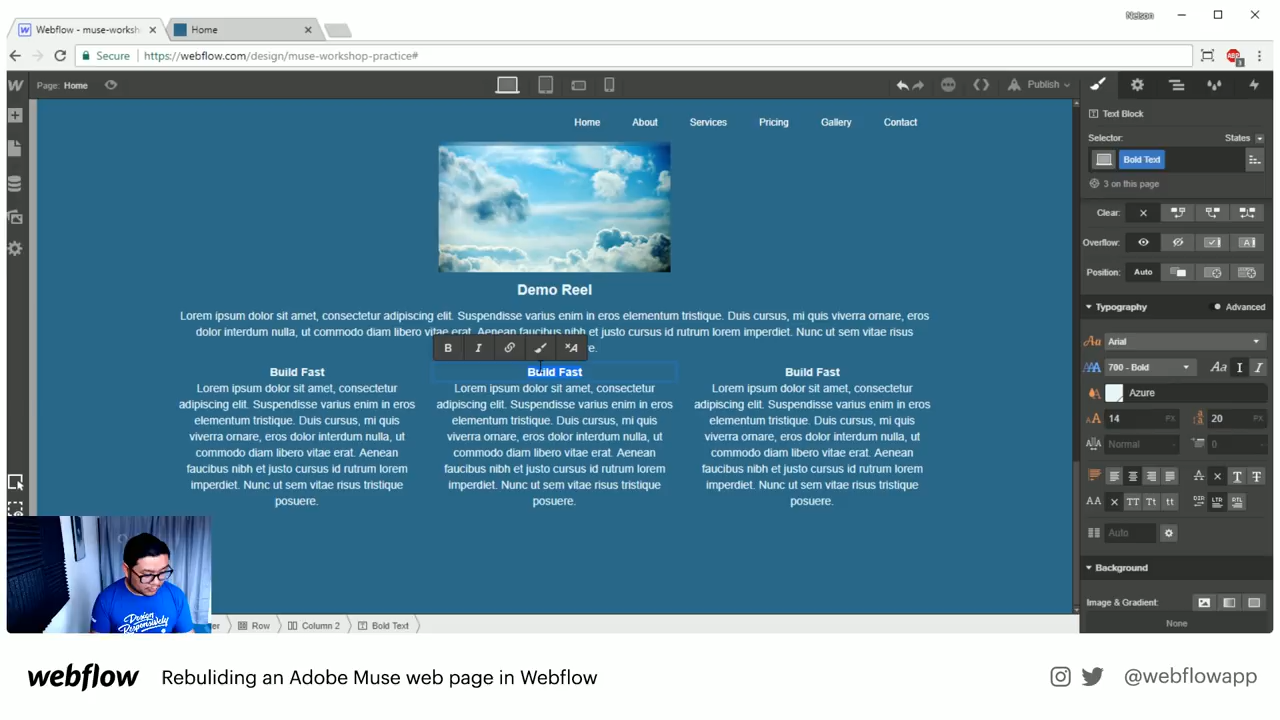 Nelson
Webflow - muse-worksh
Home
Secure
https://webflow.com/design/muse-workshop-practice#
Page: Home
Publish
Home
About
Services
Pricing
Gallery
Contact
Demo Reel
Lorem ipsum dolor sit amet, consectetur adipiscing elit. Suspendisse varius enim in eros elementum tristique. Duis cursus, mi quis viverra ornare, eros
dolor interdum nulla, ut commodo diam libero vitae erat. Aenean faucibus nibh et justo cursus id rutrum lorem imperdiet. Nunc ut sem vitae risus
e.
B I
Build Fast
Lorem ipsum dolor sit amet, consectetur
adipiscing elit. Suspendisse varius enim in eros
elementum tristique. Duis cursus, mi quis
viverra ornare, eros dolor interdum nulla, ut
commodo diam libero vitae erat. Aenean
faucibus nibh et justo cursus id rutrum lorem
imperdiet. Nunc ut sem vitae risus tristique
posuere.
Build Fast
Lorem ipsum dolor sit amet, consectetur
adipiscing elit. Suspendisse varius enim in eros
elementum tristique. Duis cursus, mi quis
viverra ornare, eros dolor interdum nulla, ut
commodo diam libero vitae erat. Aenean
faucibus nibh et justo cursus id rutrum lorem
imperdiet. Nunc ut sem vitae risus tristique
posuere.
Build Fast
Lorem ipsum dolor sit amet, consectetur
adipiscing elit. Suspendisse varius enim in eros
elementum tristique. Duis cursus, mi quis
viverra ornare, eros dolor interdum nulla, ut
commodo diam libero vitae erat. Aenean
faucibus nibh et justo cursus id rutrum lorem
imperdiet. Nunc ut sem vitae risus tristique
posuere.
Text Block
Selector:
States
Bold Text
3 on this page
Clear:
Overflow:
Position: Auto
Typography
Advanced
Arial
700 - Bold
Azure
14 PX
20 PX
Normal
0
Auto
Background
Image & Gradient:
None
Design
Responsively
er
Row
Column 2
Bold Text
webflow
Rebuliding an Adobe Muse web page in Webflow
@webflowapp